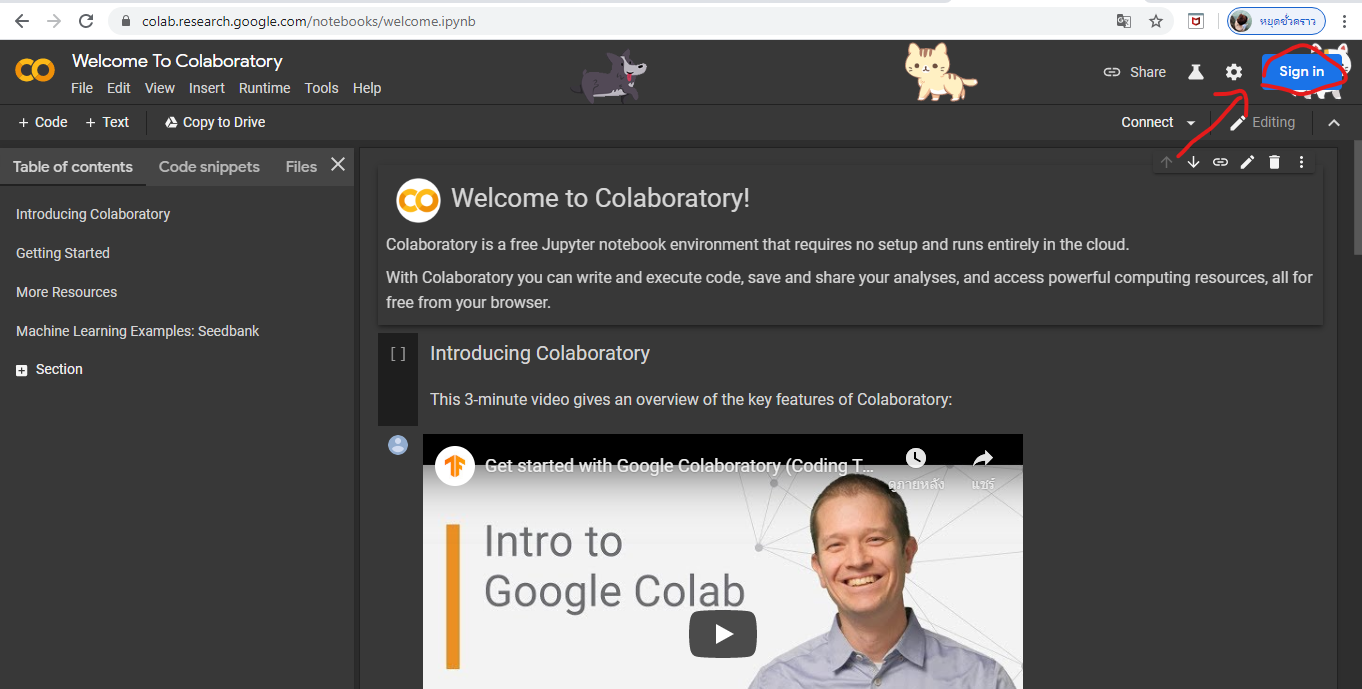 colab.research.google.com/notebooks/welcome.ipynb
หยุดชั่วคราว
Welcome To Colaboratory
File Edit View Insert Runtime Tools Help
Share
Sign in
+ Code + Text Copy to Drive
Connect
Editing
Table of contents Code snippets Files
Introducing Colaboratory
Getting Started
More Resources
Machine Learning Examples: Seedbank
Section
Welcome to Colaboratory!
Colaboratory is a free Jupyter notebook environment that requires no setup and runs entirely in the cloud.
With Colaboratory you can write and execute code, save and share your analyses, and access powerful computing resources, all for
free from your browser.
[ ]
Introducing Colaboratory
This 3-minute video gives an overview of the key features of Colaboratory:
Get started with Google Colaboratory (Coding T...
ดูภายหลัง
แชร์
Intro to
Google Colab